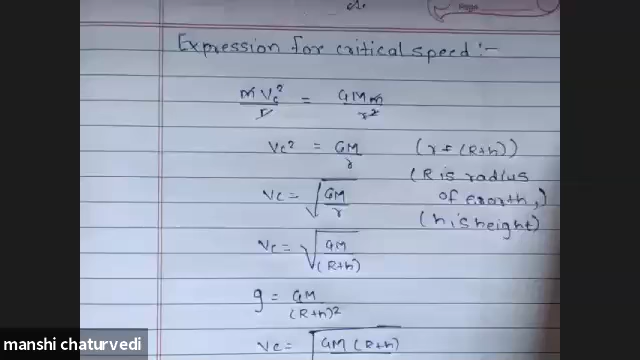 Expression for critical speed :-
mVc²/r = GMm/r²
Vc² = GM/r (r = (R+h))
(R is radius
Vc = √GM/r of earth,)
(h is height)
Vc = √GM/(R+h)
g = GM/(R+h)²
Vc = √GM (R+h)
manshi chaturvedi